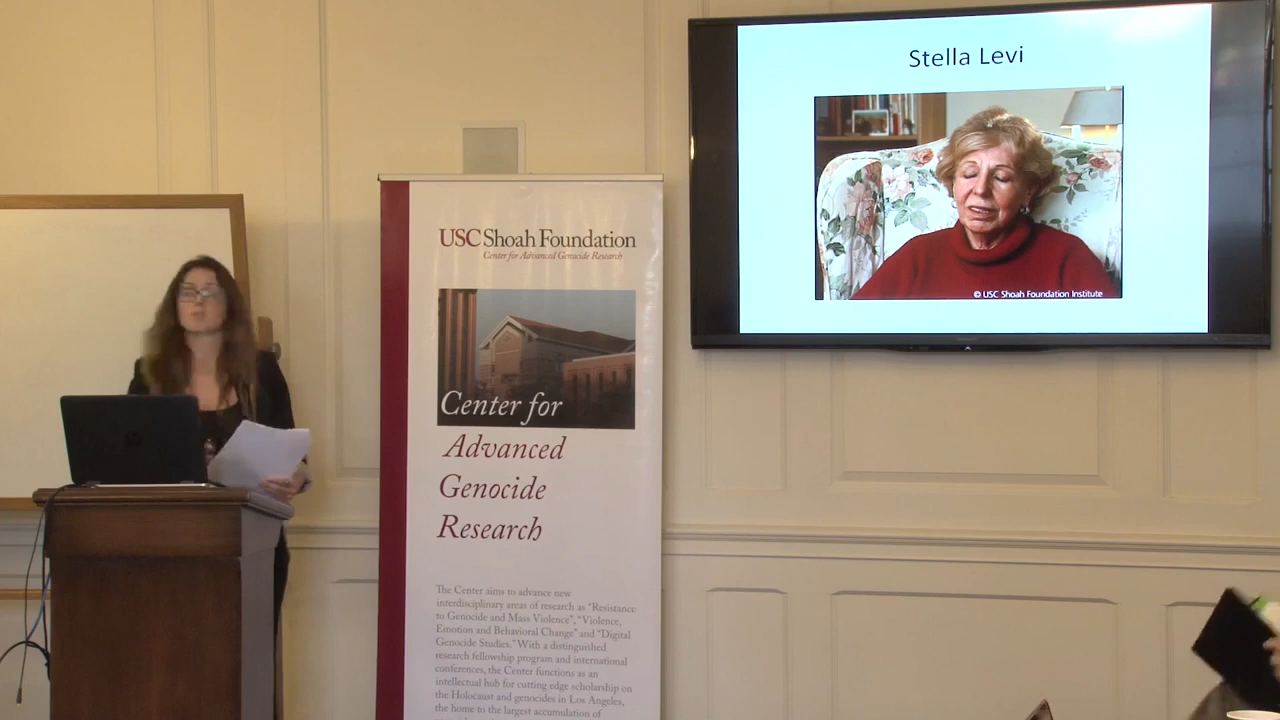 Stella Levi
© USC Shoah Foundation Institute
USC Shoah Foundation
Center for Advanced Genocide Research
Center for
Advanced
Genocide
Research
The Center aims to advance new
interdisciplinary areas of research as “Resistance
to Genocide and Mass Violence”, “Violence,
Emotion and Behavioral Change” and “Digital
Genocide Studies.” With a distinguished
research fellowship program and international
conferences, the Center functions as an
intellectual hub for cutting edge scholarship on
the Holocaust and genocides in Los Angeles,
the home to the largest accumulation of